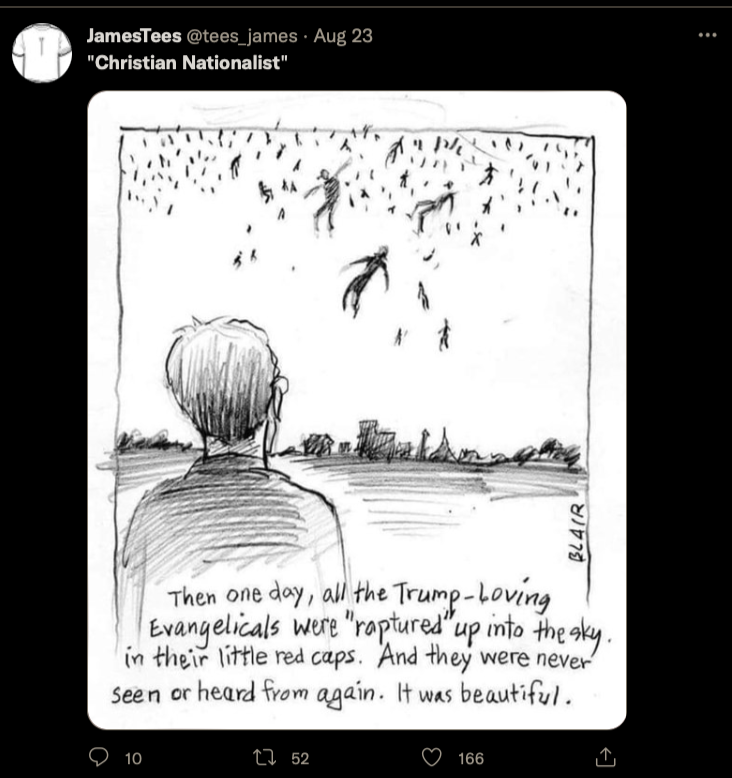 JamesTees @tees_james · Aug 23
"Christian Nationalist"
BLAIR
Then one day, all the Trump-Loving
Evangelicals were "raptured" up into the sky.
in their little red caps. And they were never
seen or heard from again. It was beautiful.
10 52 166